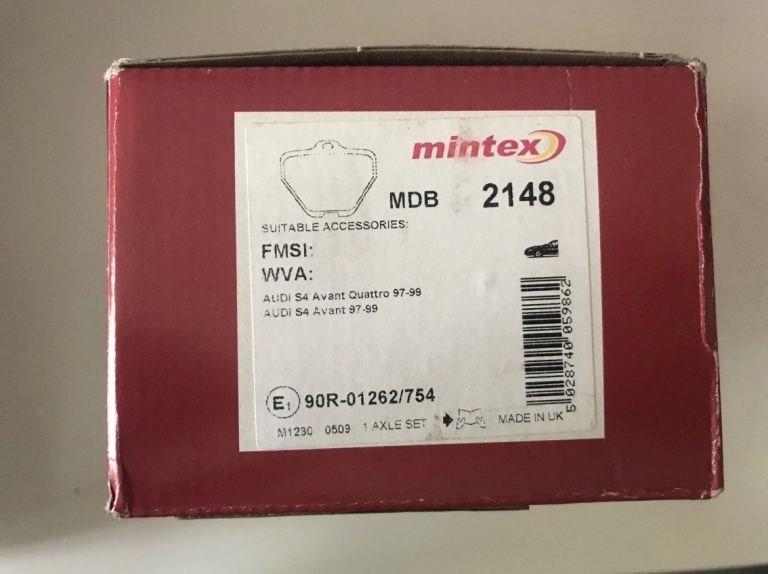 mintex
MDB 2148
SUITABLE ACCESSORIES:
FMSI:
WVA:
AUDI S4 Avant Quattro 97-99
AUDI S4 Avant 97-99
5 028740 059862
E1 90R-01262/754
M1230 0509 1 AXLE SET MADE IN UK